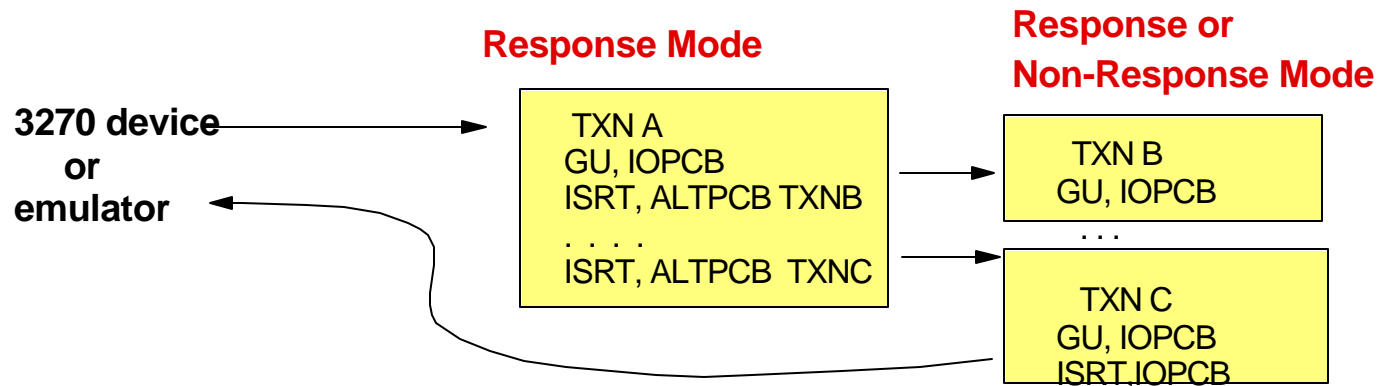 Response Mode
Response or
Non-Response Mode
3270 device
or
emulator
TXN A
GU, IOPCB
ISRT, ALTPCB TXNB
. . . .
ISRT, ALTPCB TXNC
TXN B
GU, IOPCB
. . .
TXN C
GU, IOPCB
ISRT,IOPCB